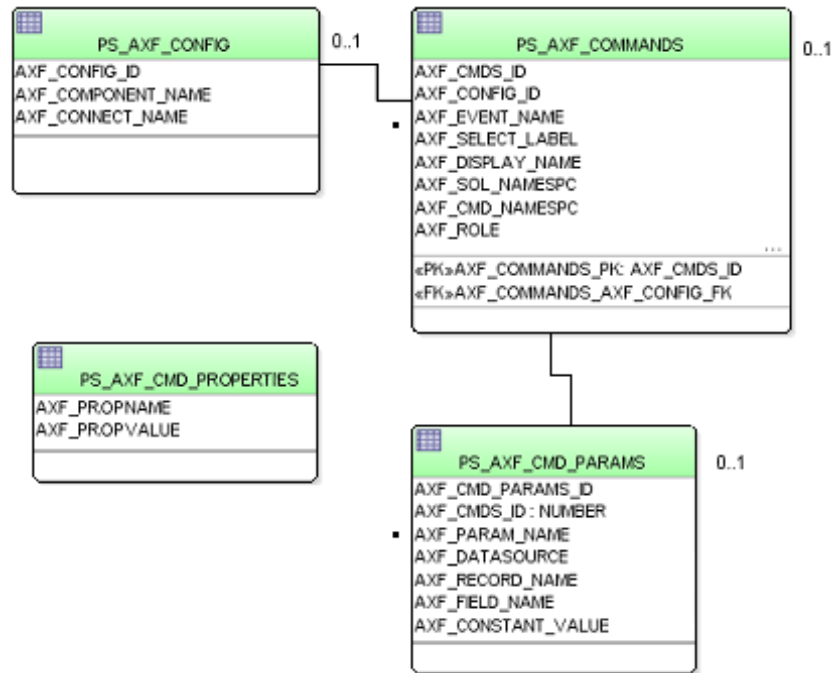 PS_AXF_CONFIG
0..1
AXF_CONFIG_ID
AXF_COMPONENT_NAME
AXF_CONNECT_NAME
PS_AXF_COMMANDS
0..1
AXF_CMDS_ID
AXF_CONFIG_ID
AXF_EVENT_NAME
AXF_SELECT_LABEL
AXF_DISPLAY_NAME
AXF_SOL_NAMESPC
AXF_CMD_NAMESPC
AXF_ROLE
...
«PK»AXF_COMMANDS_PK: AXF_CMDS_ID
«FK»AXF_COMMANDS_AXF_CONFIG_FK
PS_AXF_CMD_PROPERTIES
AXF_PROPNAME
AXF_PROPVALUE
PS_AXF_CMD_PARAMS
0..1
AXF_CMD_PARAMS_ID
AXF_CMDS_ID : NUMBER
AXF_PARAM_NAME
AXF_DATASOURCE
AXF_RECORD_NAME
AXF_FIELD_NAME
AXF_CONSTANT_VALUE